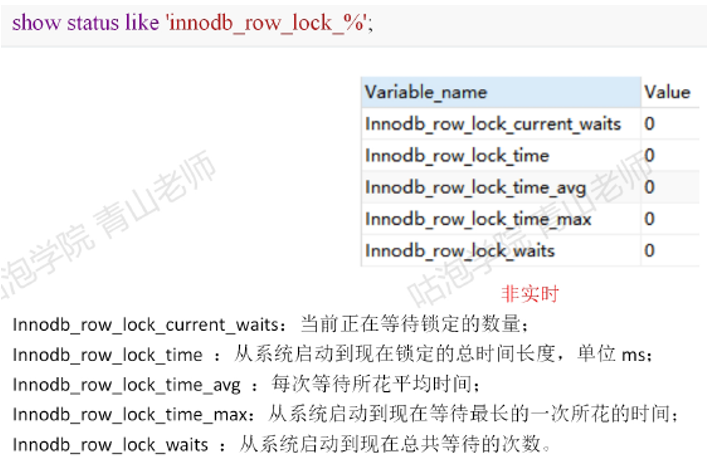 show status like 'innodb_row_lock_%';
Variable_name Value
Innodb_row_lock_current_waits 0
Innodb_row_lock_time 0
Innodb_row_lock_time_avg 0
Innodb_row_lock_time_max 0
Innodb_row_lock_waits 0
咕泡学院 青山老师
咕泡学院 青山老师
非实时
Innodb_row_lock_current_waits：当前正在等待锁定的数量；
Innodb_row_lock_time ：从系统启动到现在锁定的总时间长度，单位 ms；
Innodb_row_lock_time_avg ：每次等待所花平均时间；
Innodb_row_lock_time_max：从系统启动到现在等待最长的一次所花的时间；
Innodb_row_lock_waits ：从系统启动到现在总共等待的次数。